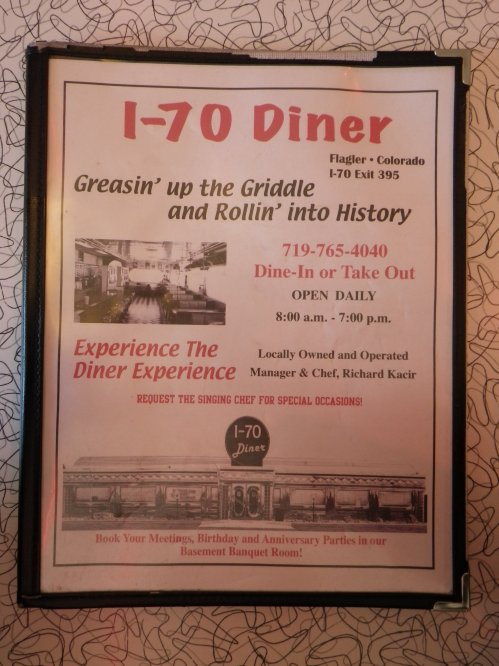 I-70 Diner
Flagler • Colorado
I-70 Exit 395
Greasin' up the Griddle
and Rollin' into History
719-765-4040
Dine-In or Take Out
OPEN DAILY
8:00 a.m. - 7:00 p.m.
Experience The
Diner Experience
Locally Owned and Operated
Manager & Chef, Richard Kacir
REQUEST THE SINGING CHEF FOR SPECIAL OCCASIONS!
I-70
Diner
Book Your Meetings, Birthday and Anniversary Parties in our
Basement Banquet Room!